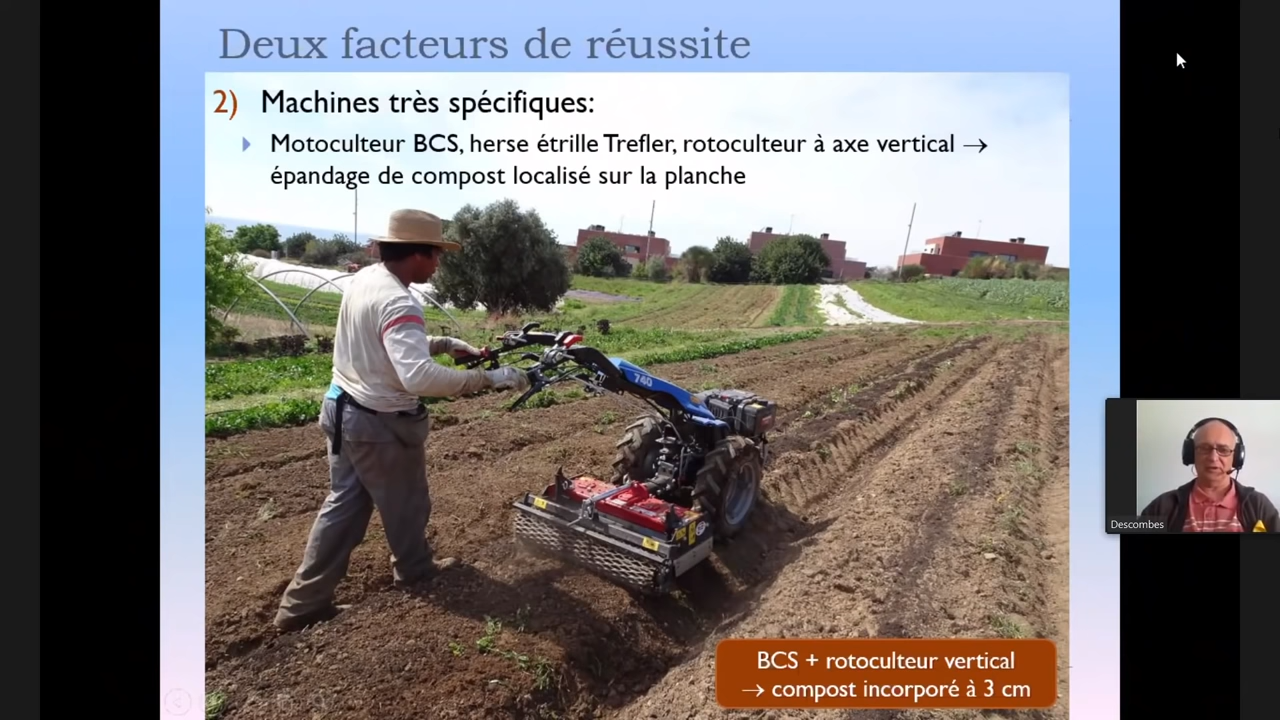 Deux facteurs de réussite
2) Machines très spécifiques:
Motoculteur BCS, herse étrille Trefler, rotoculteur à axe vertical →
épandage de compost localisé sur la planche
740
Descombes
BCS + rotoculteur vertical
→ compost incorporé à 3 cm